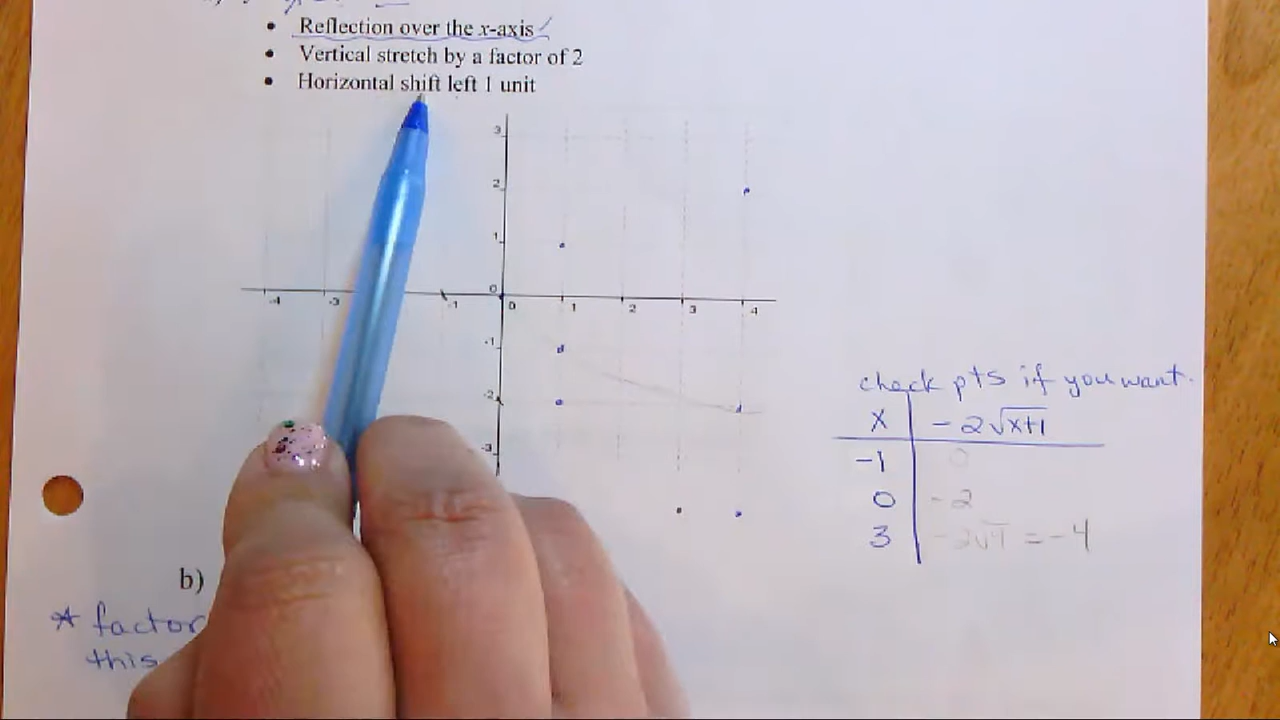 • Reflection over the x-axis
• Vertical stretch by a factor of 2
• Horizontal shift left 1 unit
3
2
1
0
-4 -3 -1 0 1 2 3 4
-1
-2
-3
check pts if you want.
x | -2√x+1
-1 | 0
0 | -2
3 | -2√4 = -4
b)
* factor
this